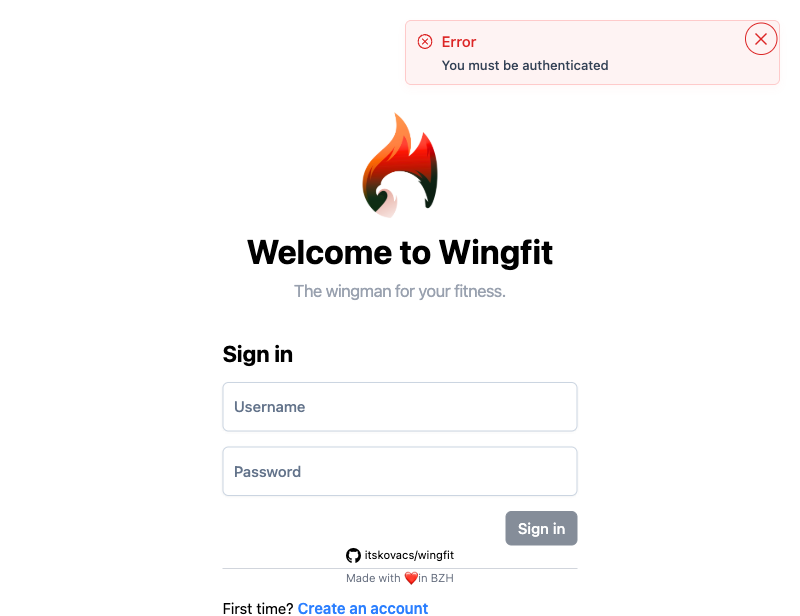 Error
You must be authenticated
Welcome to Wingfit
The wingman for your fitness.
Sign in
Username
Password
Sign in
itskovacs/wingfit
Made with ❤️in BZH
First time? Create an account